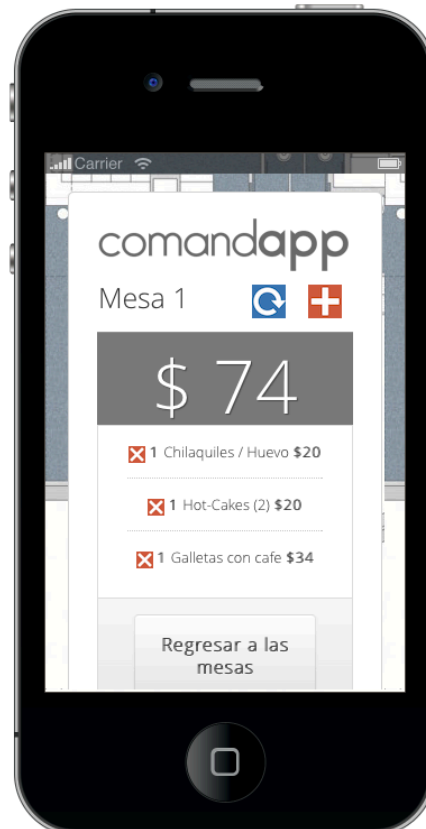 Carrier
comandapp
Mesa 1
$ 74
1 Chilaquiles / Huevo $20
1 Hot-Cakes (2) $20
1 Galletas con cafe $34
Regresar a las
mesas